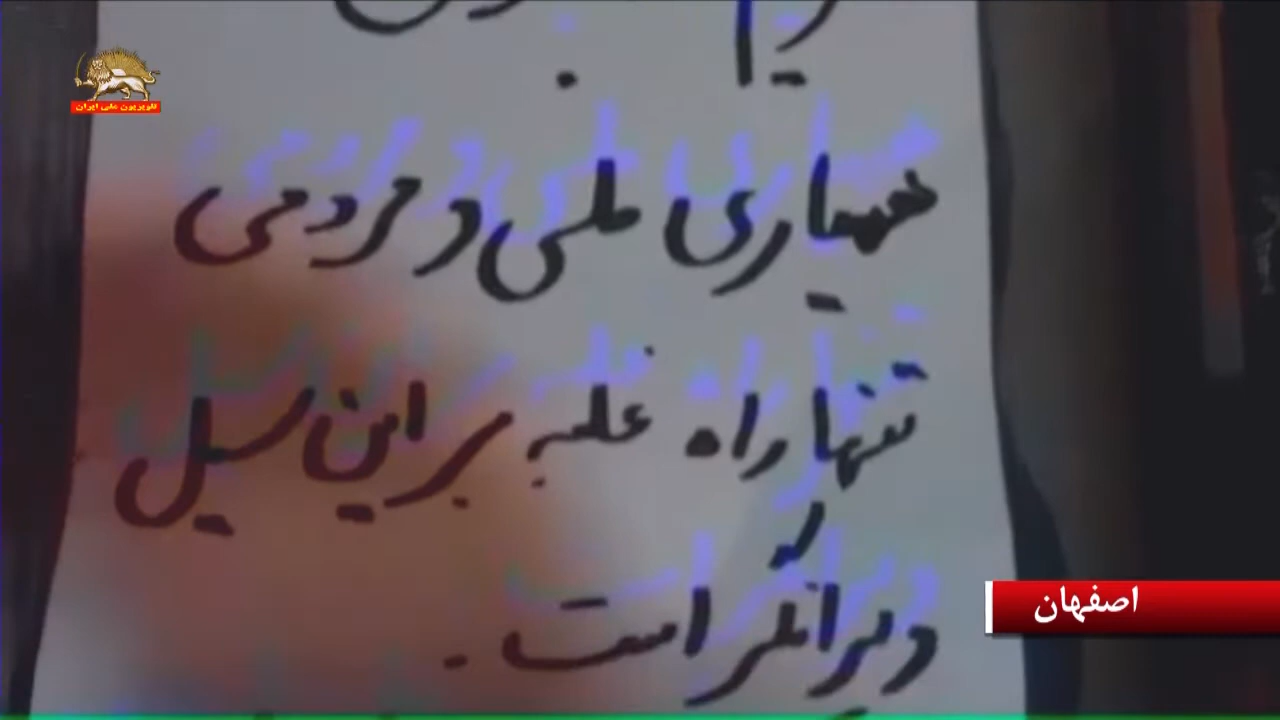 همیاری ملی و مردمی
تنها راه غلبه بر این سیل
ویرانگر است.
اصفهان
تلویزیون ملی ایران